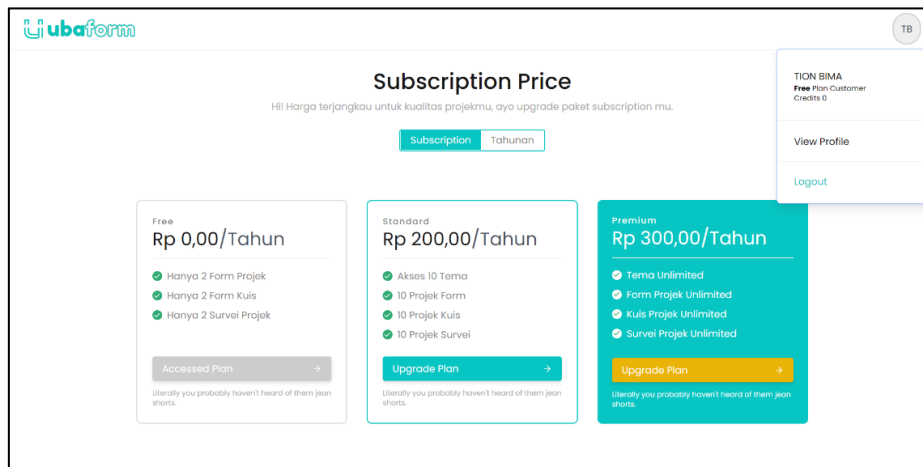 ubaform
TB
TION BIMA
Free Plan Customer
Credits 0
View Profile
Logout
Subscription Price
Hi! Harga terjangkau untuk kualitas projekmu, ayo upgrade paket subscription mu.
Subscription
Tahunan
Free
Rp 0,00/Tahun
Hanya 2 Form Projek
Hanya 2 Form Kuis
Hanya 2 Survei Projek
Accessed Plan →
Literally you probably haven't heard of them jean
shorts.
Standard
Rp 200,00/Tahun
Akses 10 Tema
10 Projek Form
10 Projek Kuis
10 Projek Survei
Upgrade Plan →
Literally you probably haven't heard of them jean
shorts.
Premium
Rp 300,00/Tahun
Tema Unlimited
Form Projek Unlimited
Kuis Projek Unlimited
Survei Projek Unlimited
Upgrade Plan →
Literally you probably haven't heard of them jean
shorts.